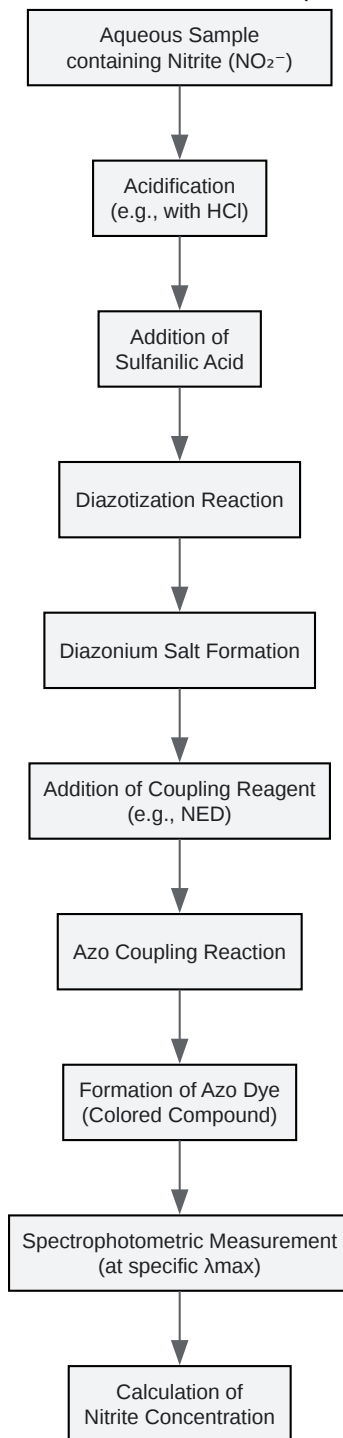 Aqueous Sample
containing Nitrite (NO₂⁻)
Acidification
(e.g., with HCl)
Addition of
Sulfanilic Acid
Diazotization Reaction
Diazonium Salt Formation
Addition of Coupling Reagent
(e.g., NED)
Azo Coupling Reaction
Formation of Azo Dye
(Colored Compound)
Spectrophotometric Measurement
(at specific λmax)
Calculation of
Nitrite Concentration